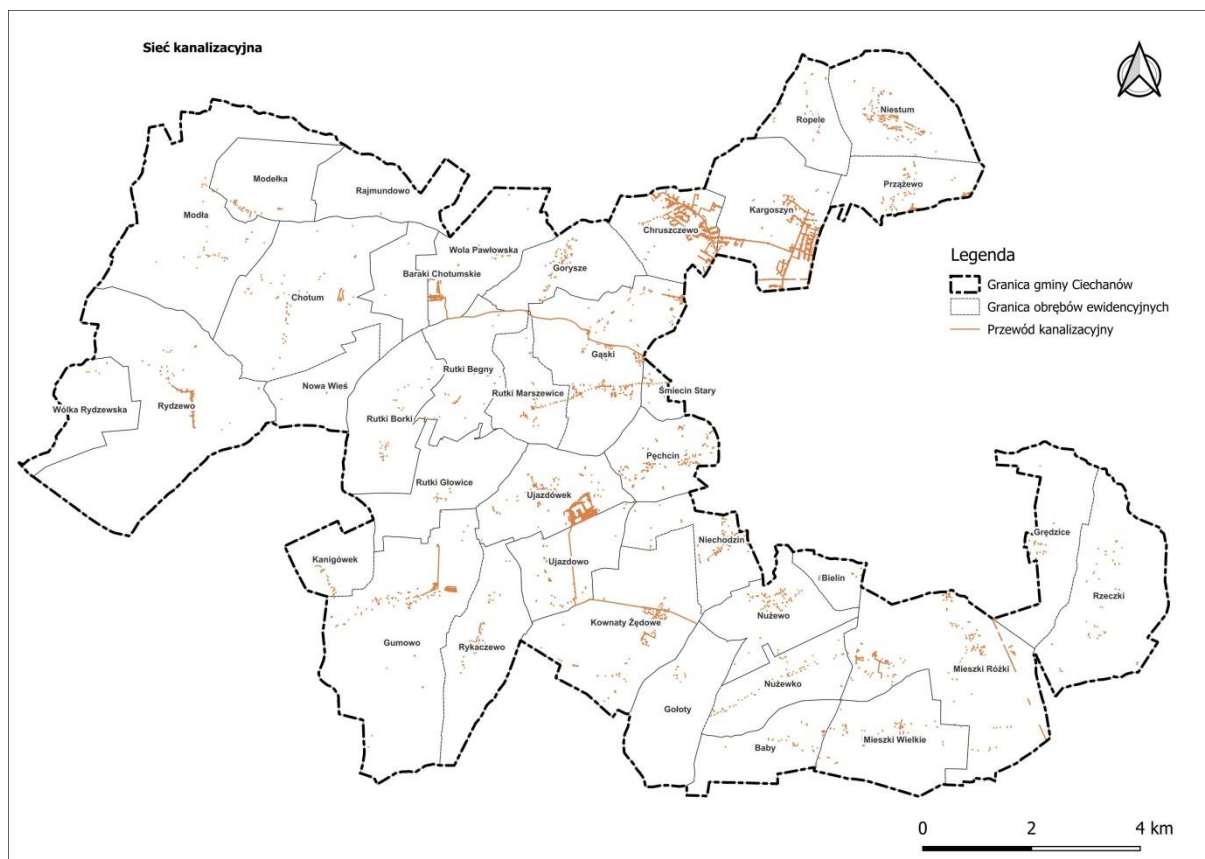 Sieć kanalizacyjna
Niestum
Ropele
Modełka
Rajmundowo
Przążewo
Kargoszyn
Modła
Chruszczewo
Wola Pawłowska
Gorysze
Baraki Chotumskie
Chotum
Legenda
Granica gminy Ciechanów
Granica obrębów ewidencyjnych
Przewód kanalizacyjny
Gąski
Rutki Begny
Nowa Wieś
Rutki Marszewice
Śmiecin Stary
Wólka Rydzewska
Rydzewo
Rutki Borki
Pęchcin
Rutki Głowice
Ujazdówek
Grędzice
Niechodzin
Kanigówek
Ujazdowo
Bielin
Rzeczki
Nużewo
Kownaty Żędowe
Gumowo
Rykaczewo
Mieszki Różki
Nużewko
Gołoty
Mieszki Wielkie
Baby
0 2 4 km